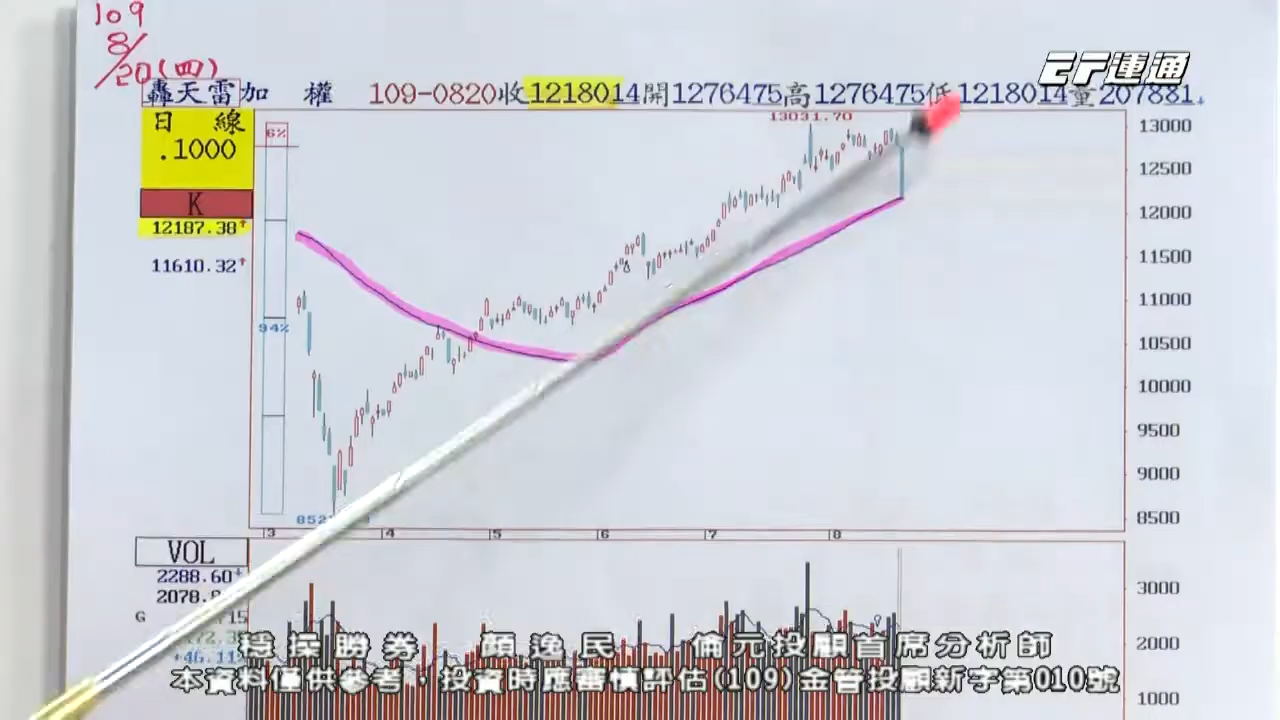 109
8/20(四)
EF運通
轟天雷加 權 109-0820收1218014開1276475高1276475低1218014量207881↓
日 線
.1000
K
12187.38↑
11610.32↑
6%
94%
13031.70
13000
12500
12000
11500
11000
10500
10000
9500
9000
8500
3 4 5 6 7 8
VOL
2288.60↓
G
3000
2000
1000
穩操勝券 顏逸民 倫元投顧首席分析師
本資料僅供參考，投資時應審慎評估(109)金管投顧新字第010號